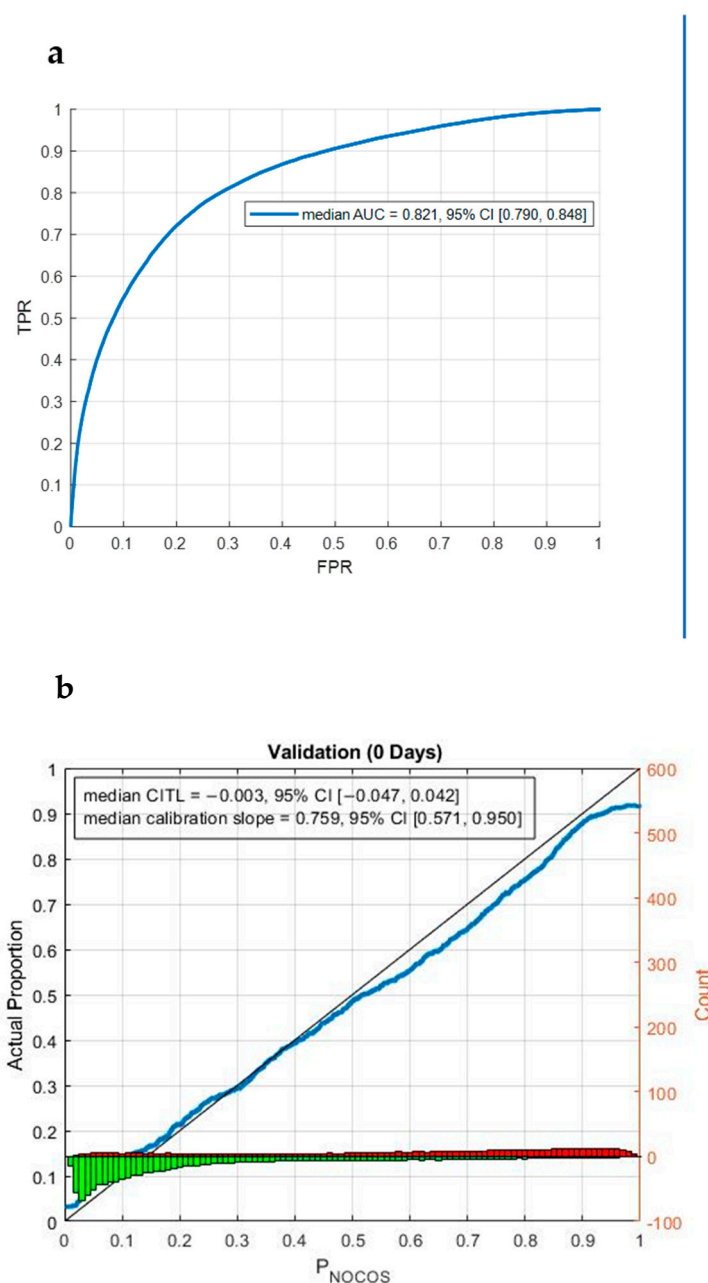 a
1
0.9
0.8
0.7
0.6
0.5
0.4
0.3
0.2
0.1
0
TPR
median AUC = 0.821, 95% CI [0.790, 0.848]
0 0.1 0.2 0.3 0.4 0.5 0.6 0.7 0.8 0.9 1
FPR
b
Validation (0 Days)
median CITL = −0.003, 95% CI [−0.047, 0.042]
median calibration slope = 0.759, 95% CI [0.571, 0.950]
1
0.9
0.8
0.7
0.6
0.5
0.4
0.3
0.2
0.1
0
Actual Proportion
600
500
400
300
200
100
0
-100
Count
0 0.1 0.2 0.3 0.4 0.5 0.6 0.7 0.8 0.9 1
P_NOCOS